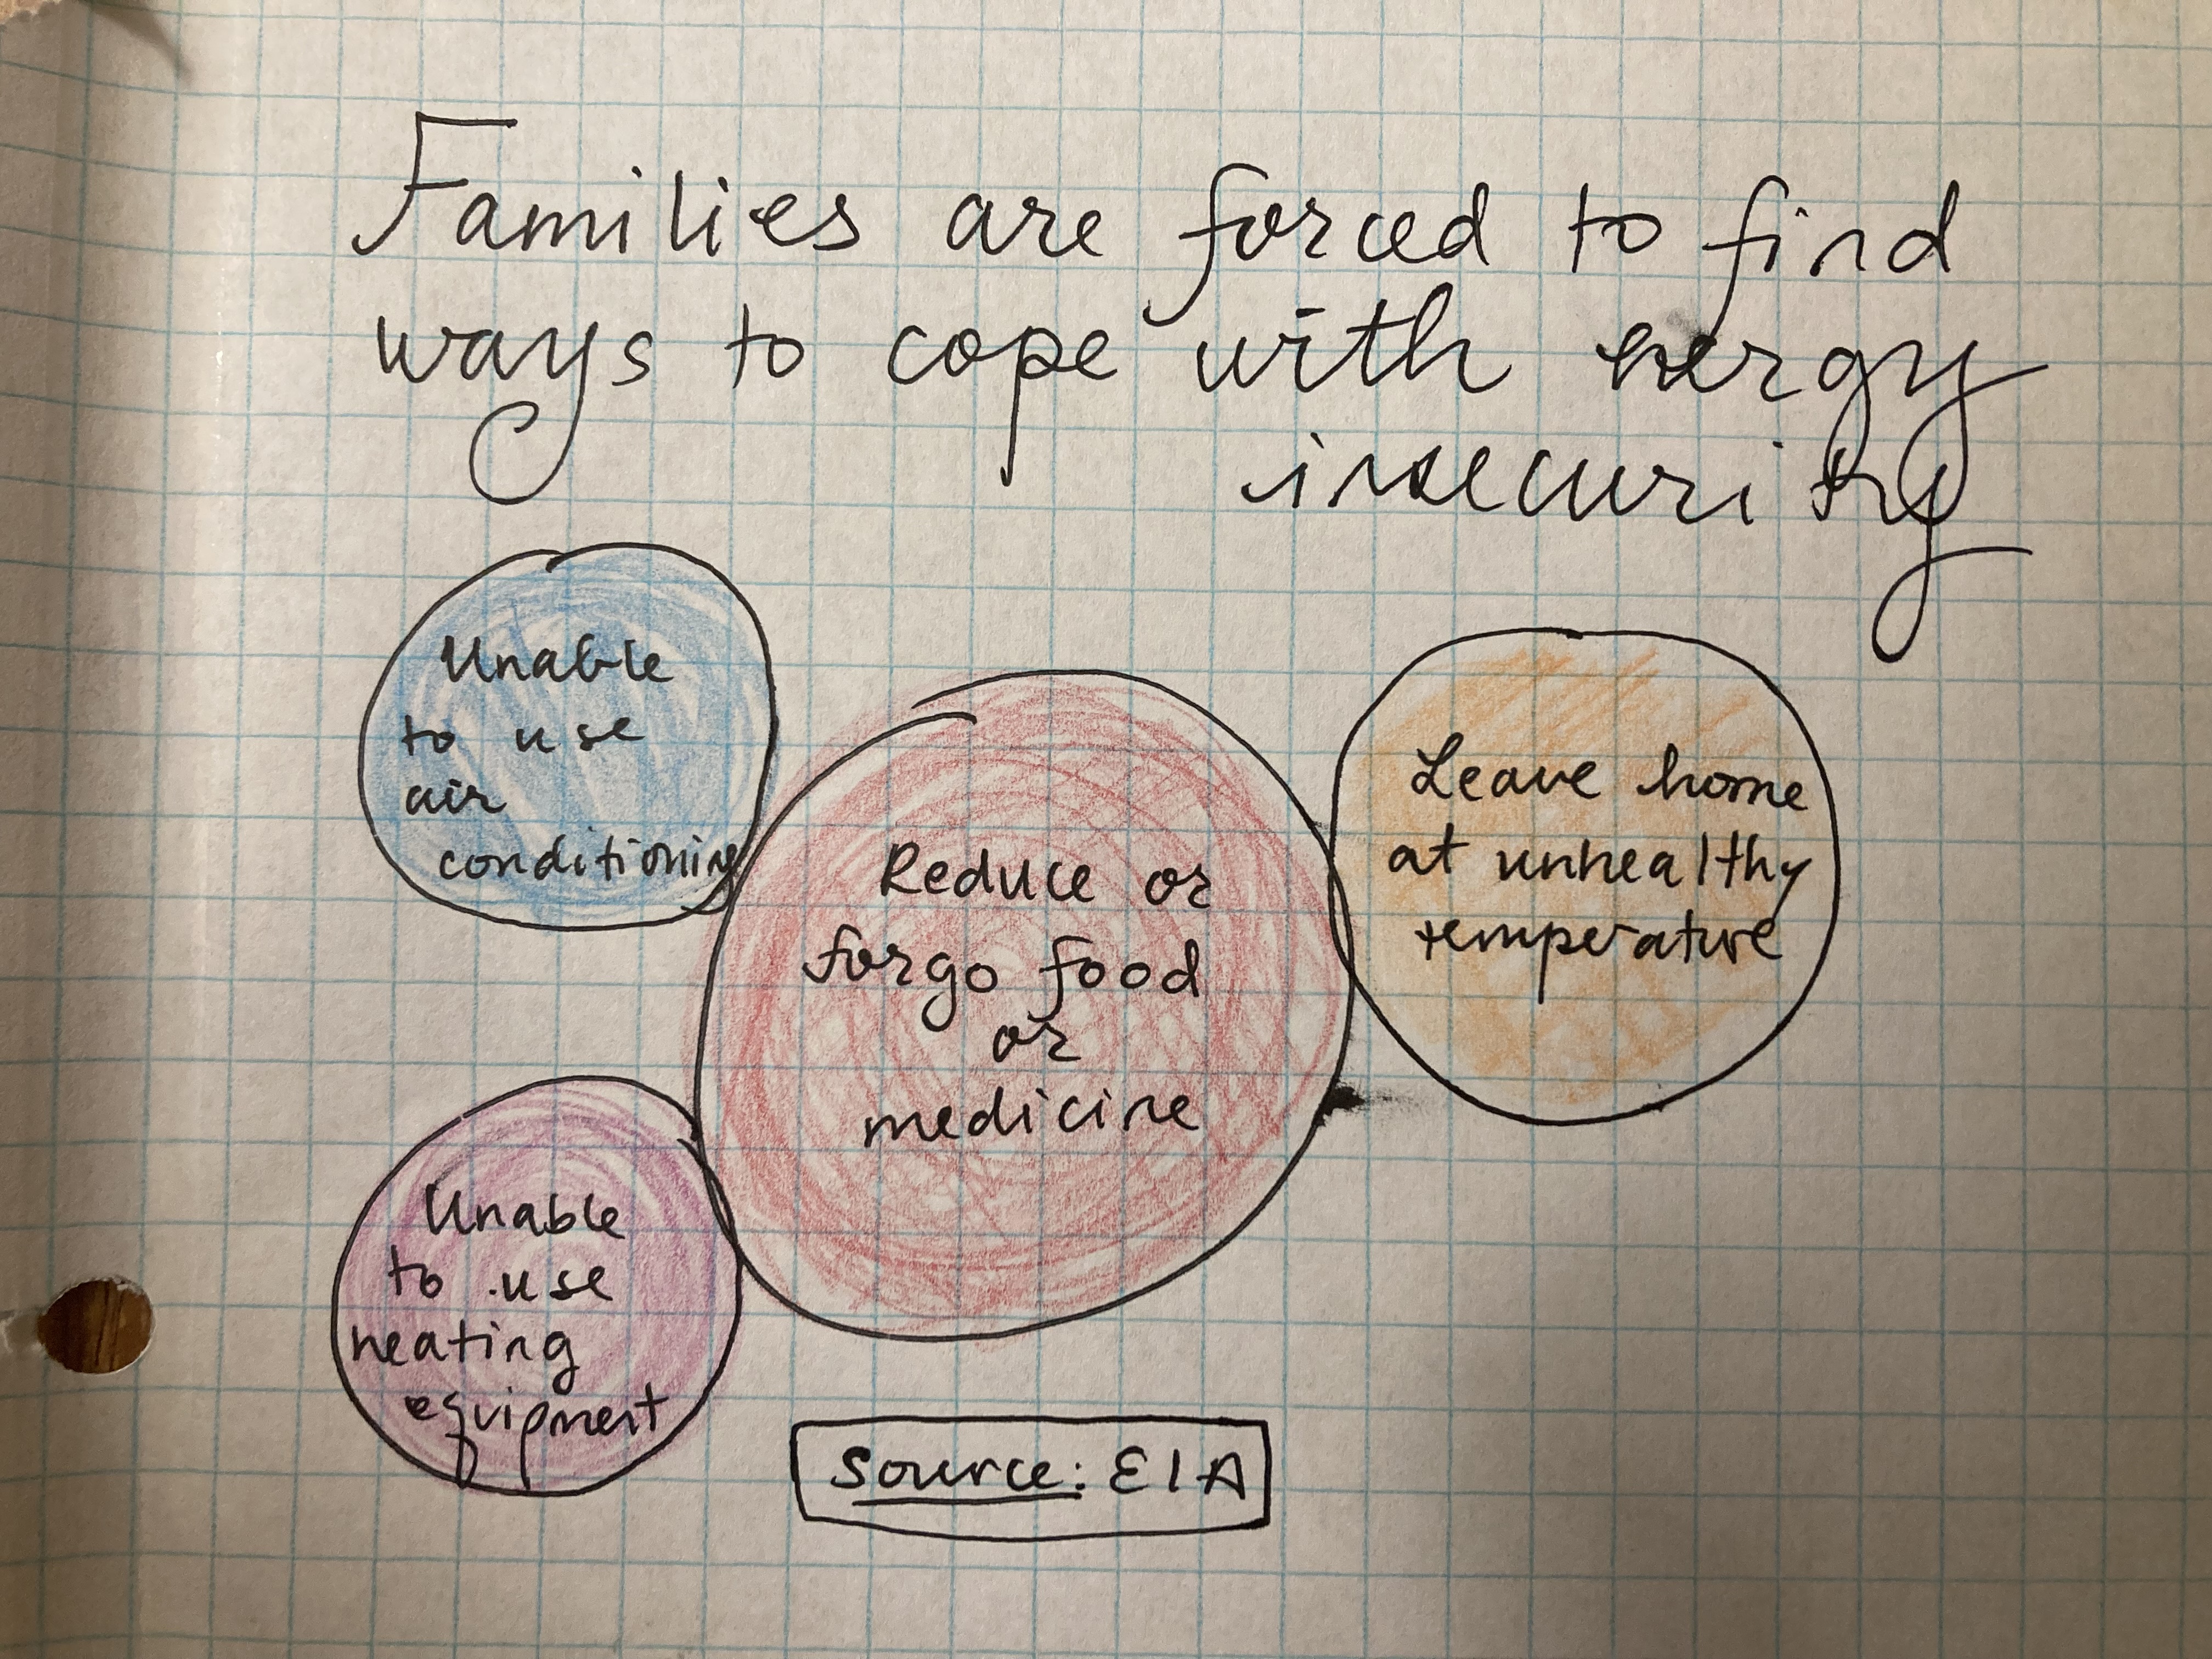 Families are forced to find
ways to cope with energy
insecurity
Unable
to use
air
conditioning
Reduce or
forgo food
or
medicine
Leave home
at unhealthy
temperature
Unable
to use
heating
equipment
Source: EIA